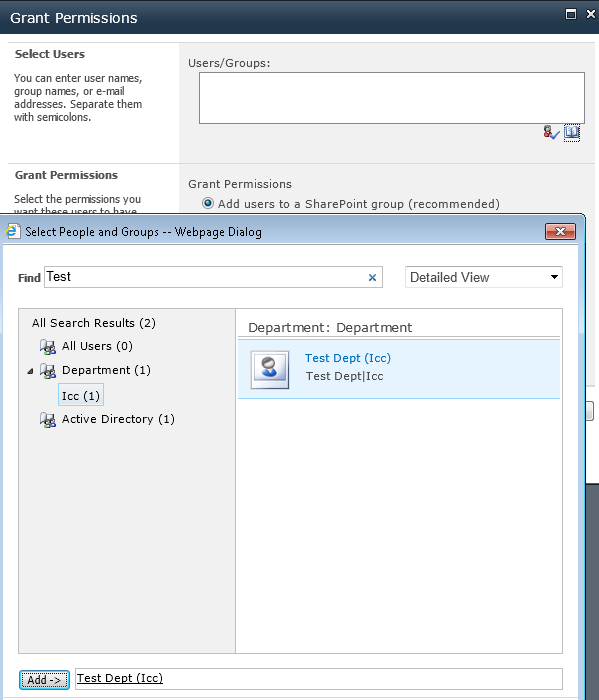 Grant Permissions
Select Users
You can enter user names,
group names, or e-mail
addresses. Separate them
with semicolons.
Users/Groups:
Grant Permissions
Select the permissions you
want these users to have
Grant Permissions
Add users to a SharePoint group (recommended)
Select People and Groups -- Webpage Dialog
Find
Test
Detailed View
All Search Results (2)
All Users (0)
Department (1)
Icc (1)
Active Directory (1)
Department: Department
Test Dept (Icc)
Test Dept|Icc
Add ->
Test Dept (Icc)